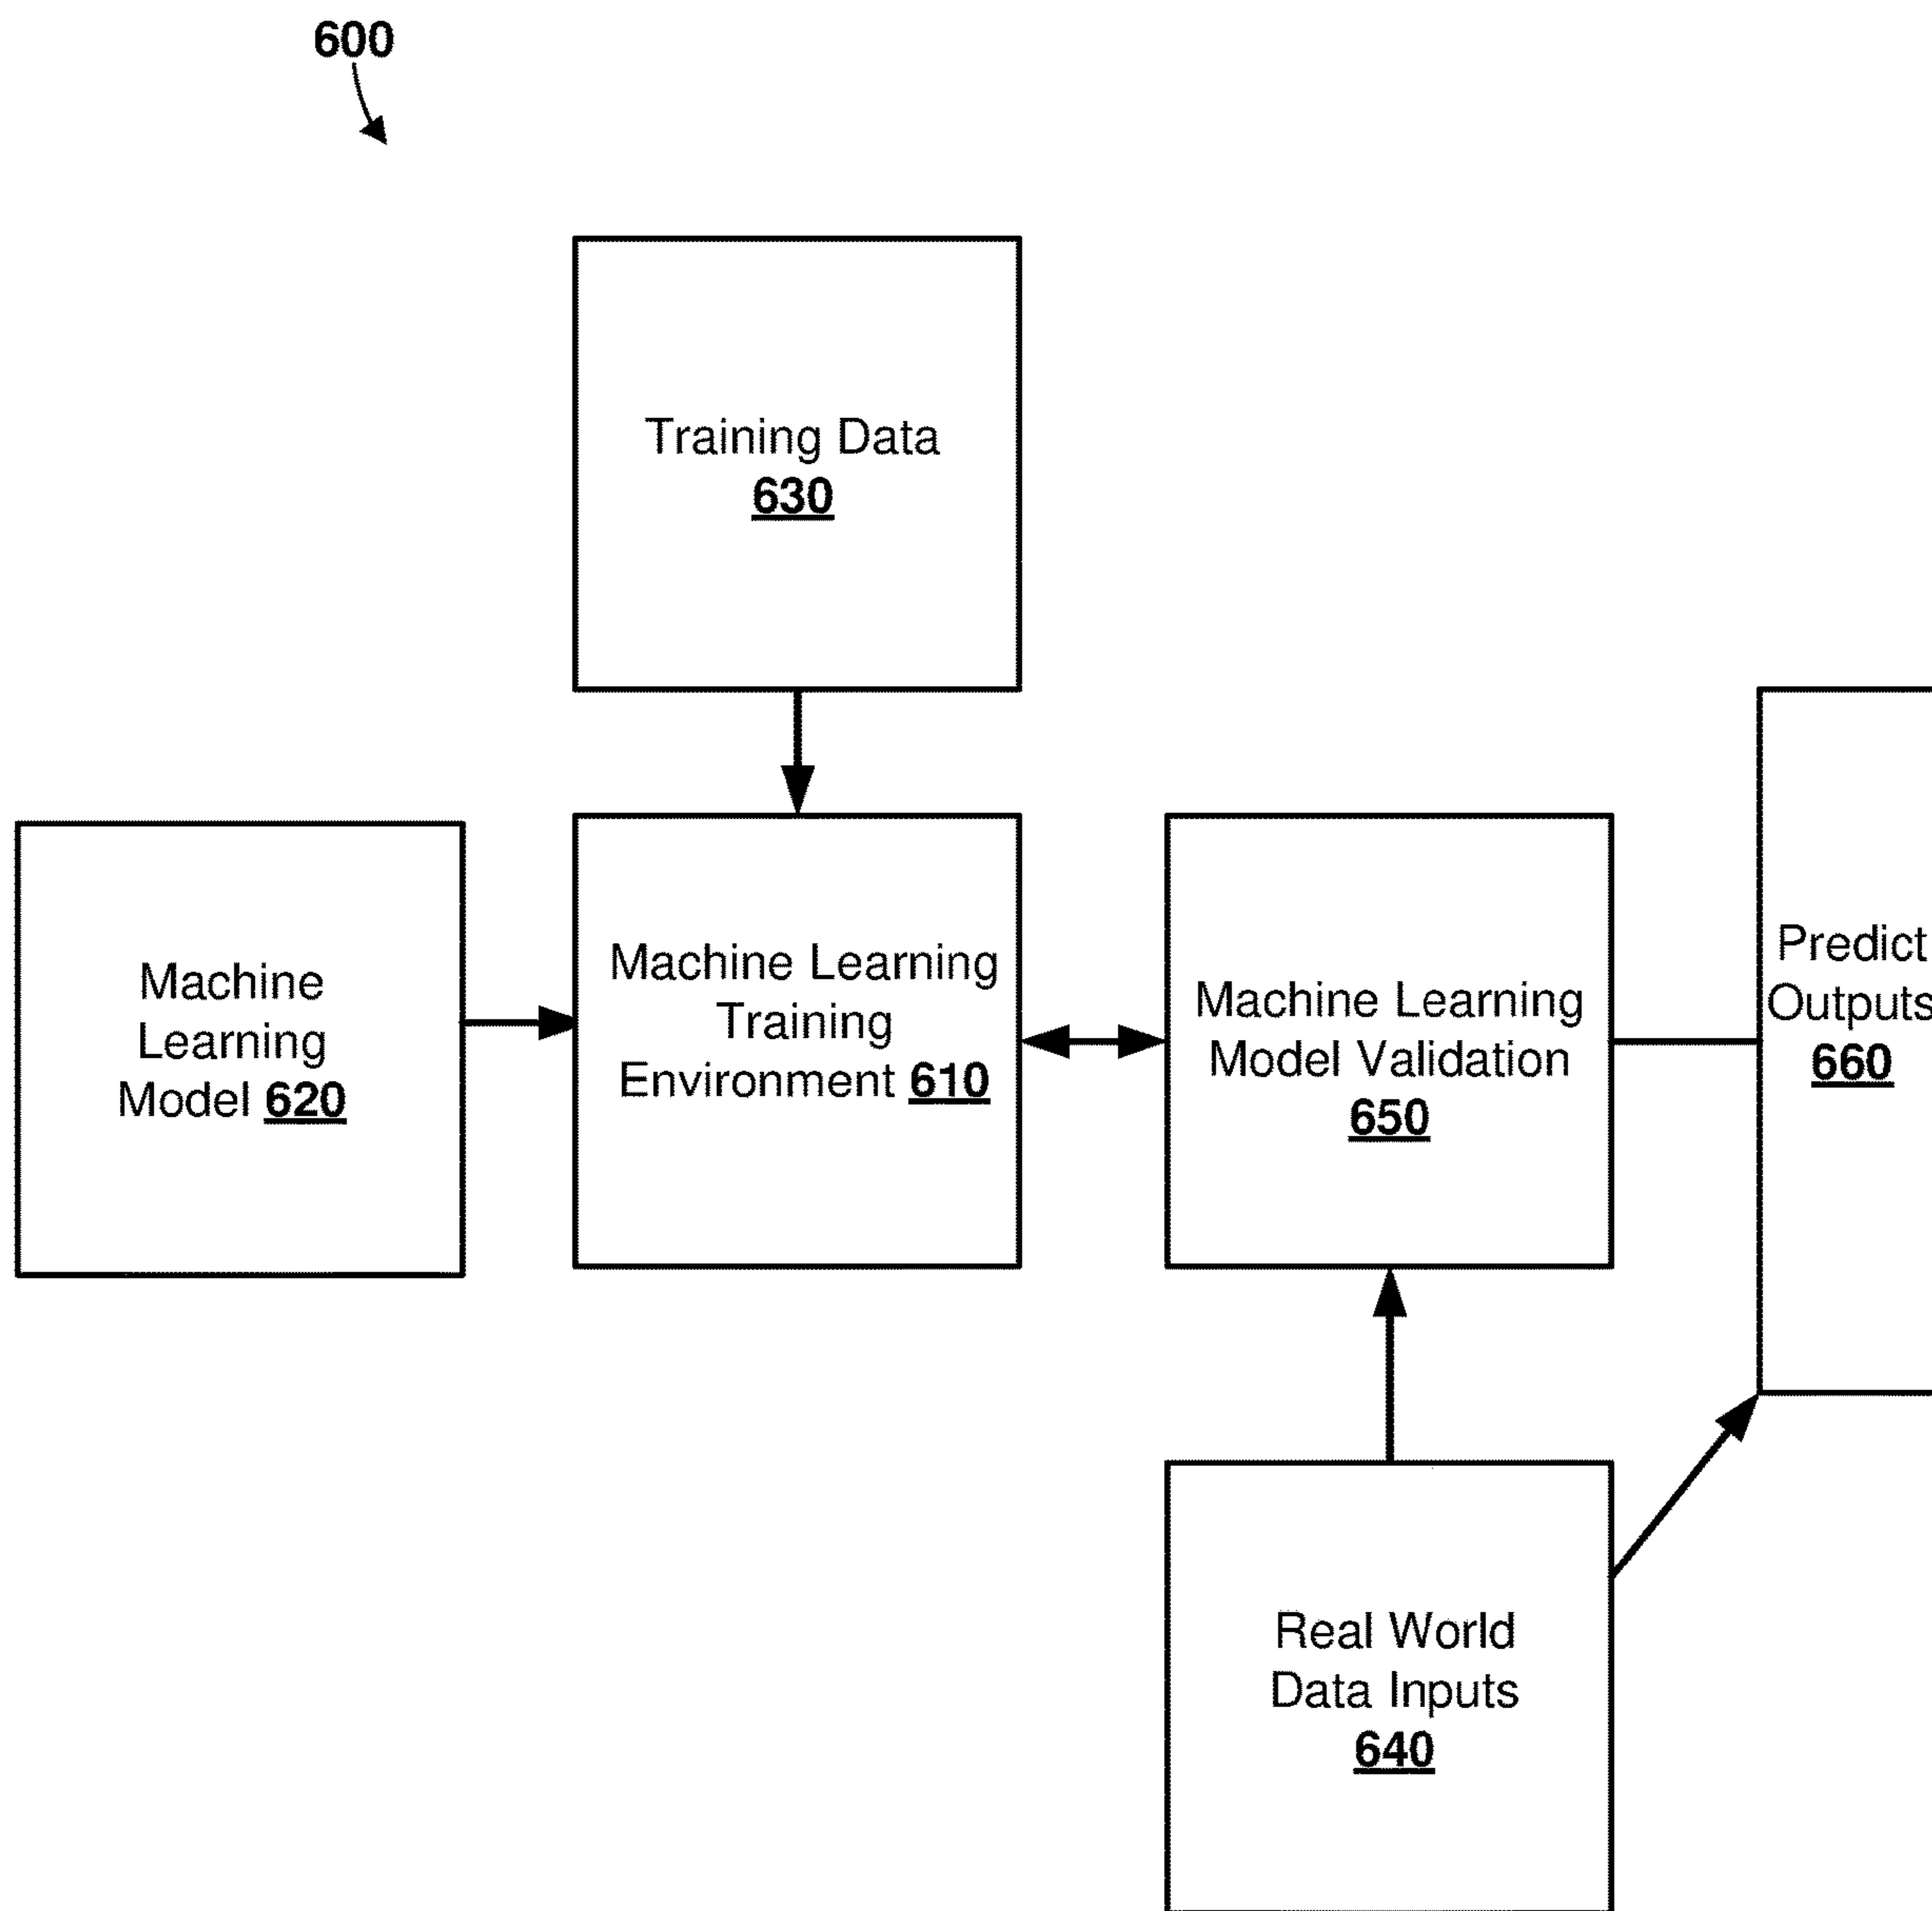 600
Training Data
630
Machine
Learning
Model 620
Machine Learning
Training
Environment 610
Machine Learning
Model Validation
650
Predict
Outputs
660
Real World
Data Inputs
640